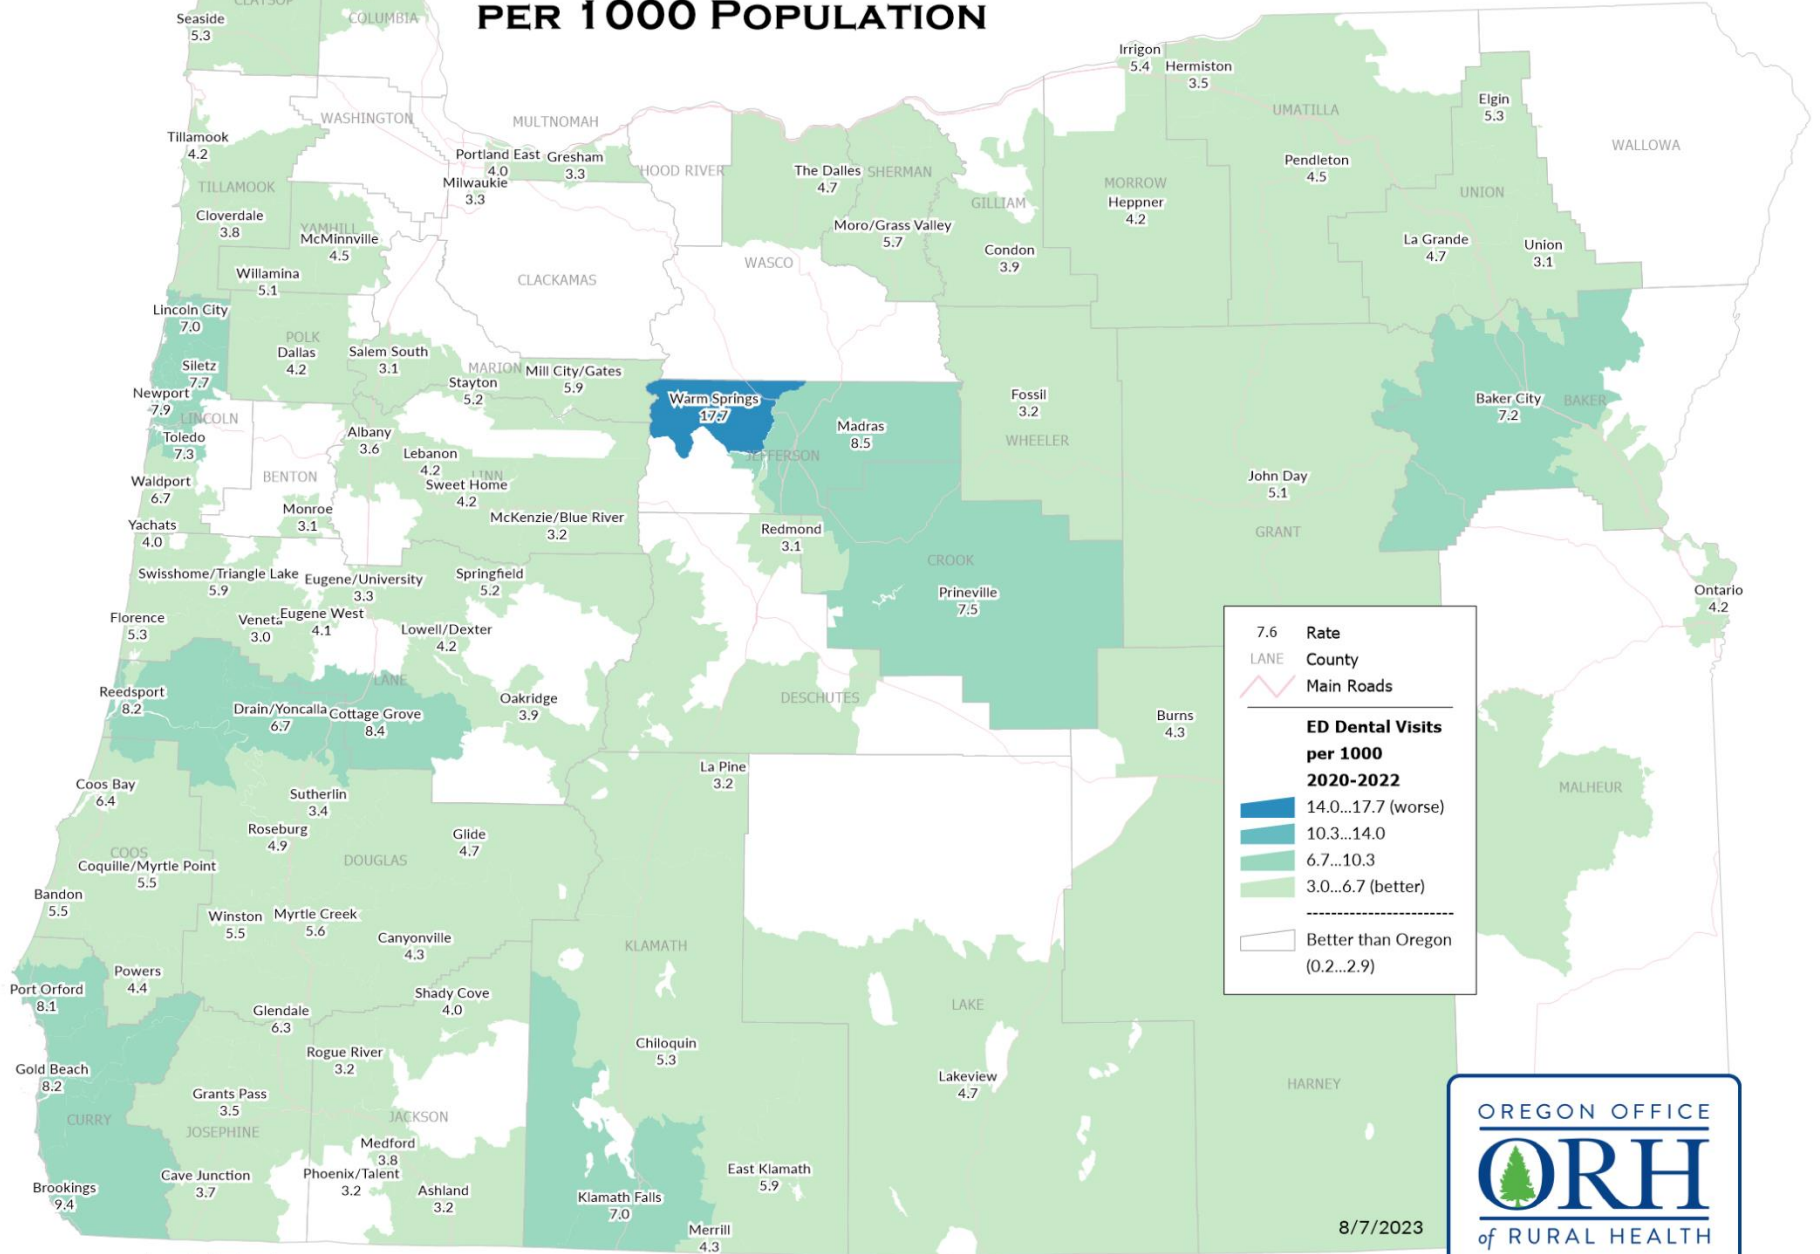 PER 1000 POPULATION
CLATSOP
COLUMBIA
Seaside
5.3
Irrigon
5.4
Hermiston
3.5
UMATILLA
Elgin
5.3
WALLOWA
WASHINGTON
MULTNOMAH
Tillamook
4.2
Portland East
4.0
Gresham
3.3
Milwaukie
3.3
HOOD RIVER
The Dalles
4.7
SHERMAN
Pendleton
4.5
TILLAMOOK
MORROW
Heppner
4.2
UNION
GILLIAM
Cloverdale
3.8
YAMHILL
McMinnville
4.5
Moro/Grass Valley
5.7
Condon
3.9
La Grande
4.7
Union
3.1
WASCO
CLACKAMAS
Willamina
5.1
Lincoln City
7.0
POLK
Dallas
4.2
Salem South
3.1
MARION
Stayton
5.2
Mill City/Gates
5.9
Siletz
7.7
Newport
7.9
LINCOLN
Warm Springs
17.7
Madras
8.5
JEFFERSON
Fossil
3.2
WHEELER
Baker City
7.2
BAKER
Toledo
7.3
Albany
3.6
Lebanon
4.2
LINN
Sweet Home
4.2
BENTON
Waldport
6.7
Monroe
3.1
John Day
5.1
GRANT
Yachats
4.0
McKenzie/Blue River
3.2
Redmond
3.1
CROOK
Prineville
7.5
Swisshome/Triangle Lake
5.9
Eugene/University
3.3
Springfield
5.2
Ontario
4.2
Florence
5.3
Veneta
3.0
Eugene West
4.1
Lowell/Dexter
4.2
LANE
Reedsport
8.2
Drain/Yoncalla
6.7
Cottage Grove
8.4
Oakridge
3.9
DESCHUTES
Burns
4.3
7.6 Rate
LANE County
Main Roads
ED Dental Visits
per 1000
2020-2022
14.0...17.7 (worse)
10.3...14.0
6.7...10.3
3.0...6.7 (better)
-----------------------
Better than Oregon
(0.2...2.9)
MALHEUR
La Pine
3.2
Coos Bay
6.4
Sutherlin
3.4
Roseburg
4.9
Glide
4.7
COOS
DOUGLAS
Coquille/Myrtle Point
5.5
Bandon
5.5
Winston
5.5
Myrtle Creek
5.6
Canyonville
4.3
KLAMATH
Powers
4.4
Port Orford
8.1
Shady Cove
4.0
LAKE
Glendale
6.3
Rogue River
3.2
Chiloquin
5.3
Gold Beach
8.2
Grants Pass
3.5
Lakeview
4.7
HARNEY
CURRY
JOSEPHINE
JACKSON
Medford
3.8
Cave Junction
3.7
Phoenix/Talent
3.2
Ashland
3.2
East Klamath
5.9
Brookings
9.4
Klamath Falls
7.0
Merrill
4.3
8/7/2023
OREGON OFFICE
ORH
of RURAL HEALTH